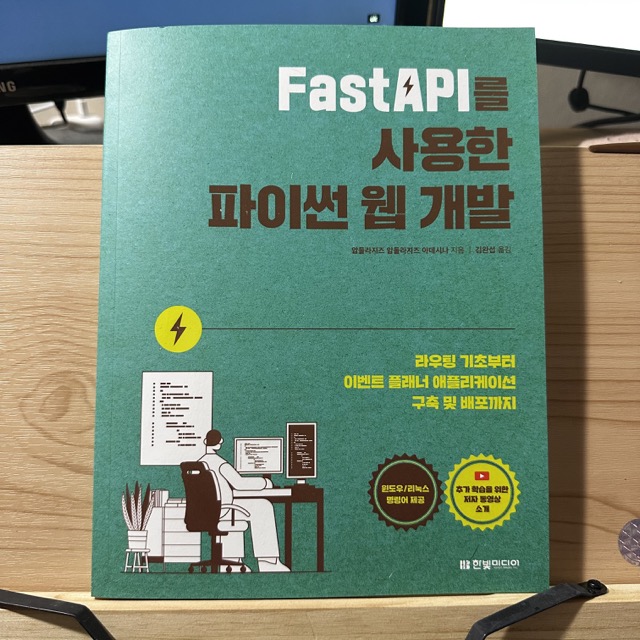 NG
FastAPI를
사용한
파이썬 웹 개발
압둘라지즈 압둘라지즈 아데시나 지음 | 김완섭 옮김
라우팅 기초부터
이벤트 플래너 애플리케이션
구축 및 배포까지
윈도우/리눅스
명령어 제공
추가 학습을 위한
저자 동영상
소개
한빛미디어